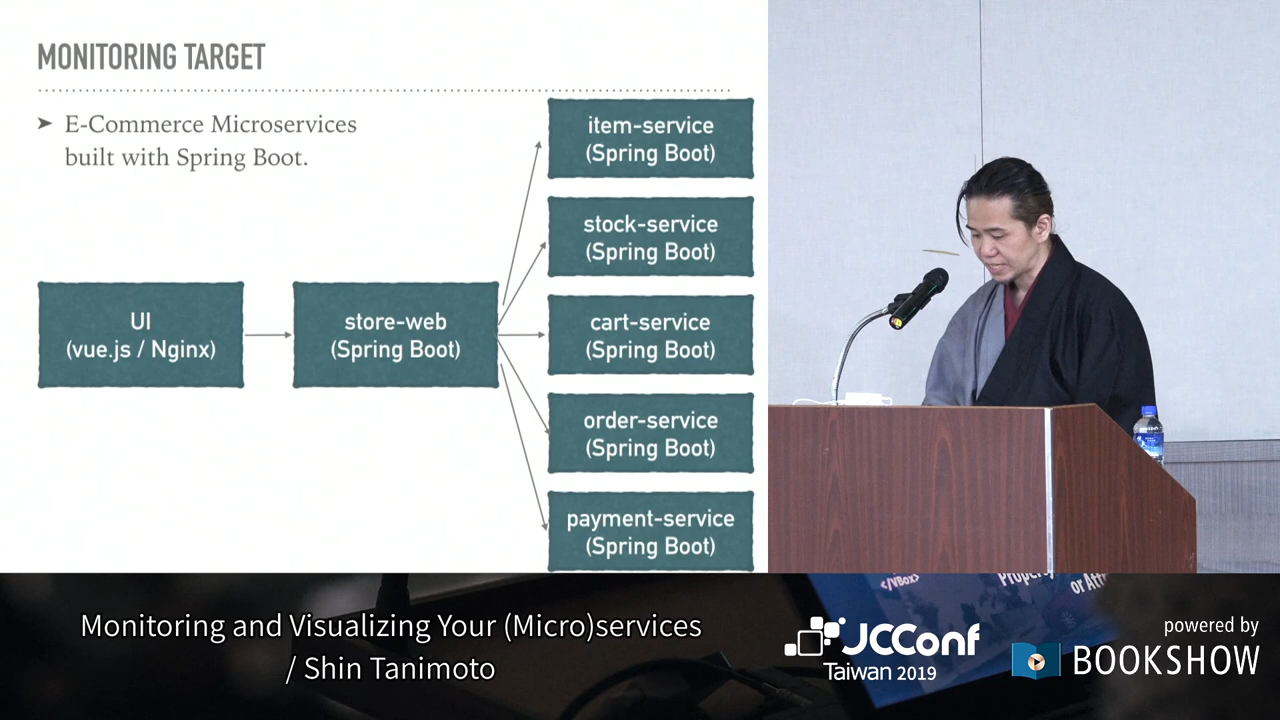 MONITORING TARGET
➤ E-Commerce Microservices
built with Spring Boot.
item-service
(Spring Boot)
stock-service
(Spring Boot)
UI
(vue.js / Nginx)
store-web
(Spring Boot)
cart-service
(Spring Boot)
order-service
(Spring Boot)
payment-service
(Spring Boot)
</VBox>
or
Monitoring and Visualizing Your (Micro)services
/ Shin Tanimoto
JCConf
Taiwan 2019
powered by
BOOKSHOW